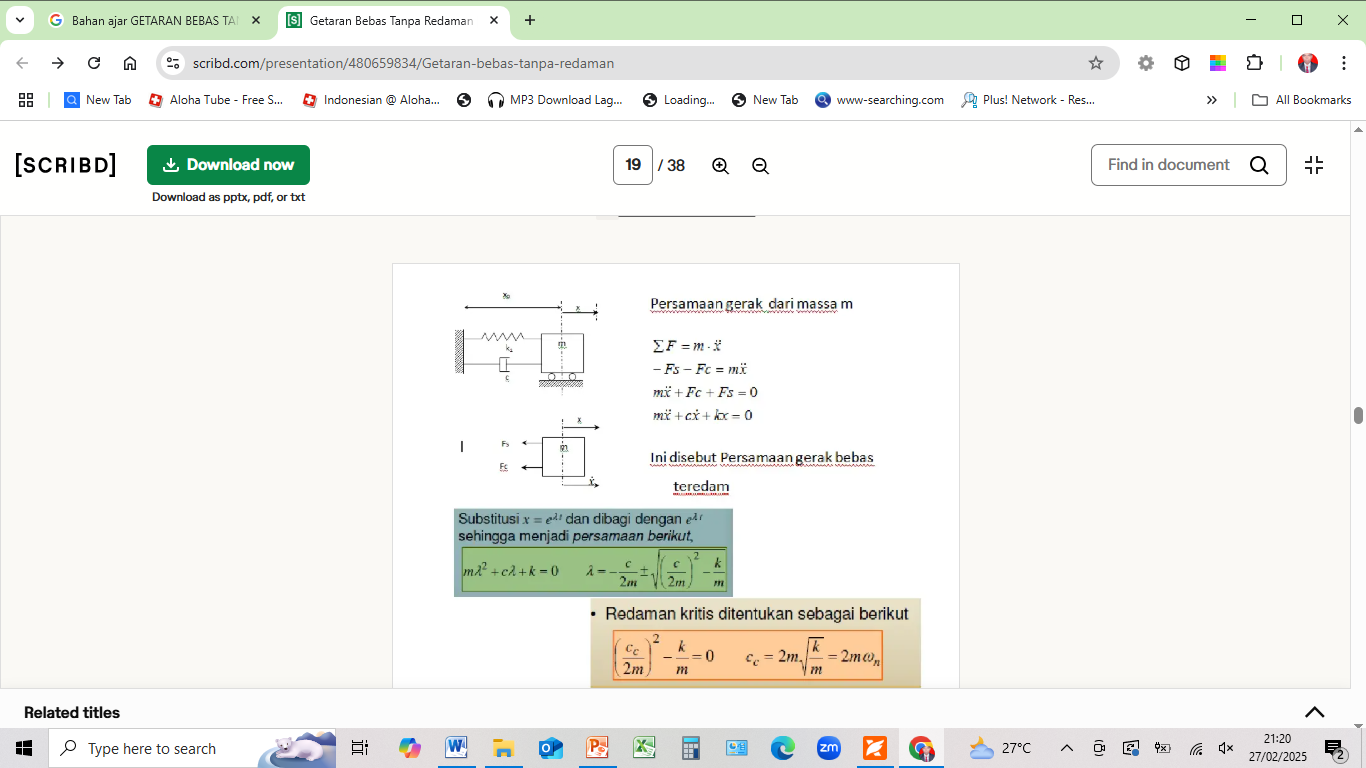 Bahan ajar GETARAN BEBAS TA
Getaran Bebas Tanpa Redaman
scribd.com/presentation/480659834/Getaran-bebas-tanpa-redaman
New Tab
Aloha Tube - Free S...
Indonesian @ Aloha...
MP3 Download Lag...
Loading...
New Tab
www-searching.com
Plus! Network - Res...
»
All Bookmarks
[SCRIBD]
Download now
Download as pptx, pdf, or txt
19 / 38
Find in document
x₀
x
k₁
m
c
Persamaan gerak dari massa m
∑F = m · ẍ
− Fs − Fc = mẍ
mẍ + Fc + Fs = 0
mẍ + cẋ + kx = 0
x
Fs
m
Fc
ẋ
Ini disebut Persamaan gerak bebas
teredam
Substitusi x = e^{λt} dan dibagi dengan e^{λt}
sehingga menjadi persamaan berikut,
mλ² + cλ + k = 0 λ = −c/2m ± √((c/2m)² − k/m)
• Redaman kritis ditentukan sebagai berikut
(c_c/2m)² − k/m = 0 c_c = 2m√(k/m) = 2mω_n
Related titles
Type here to search
zm
27°C
21:20
27/02/2025
2